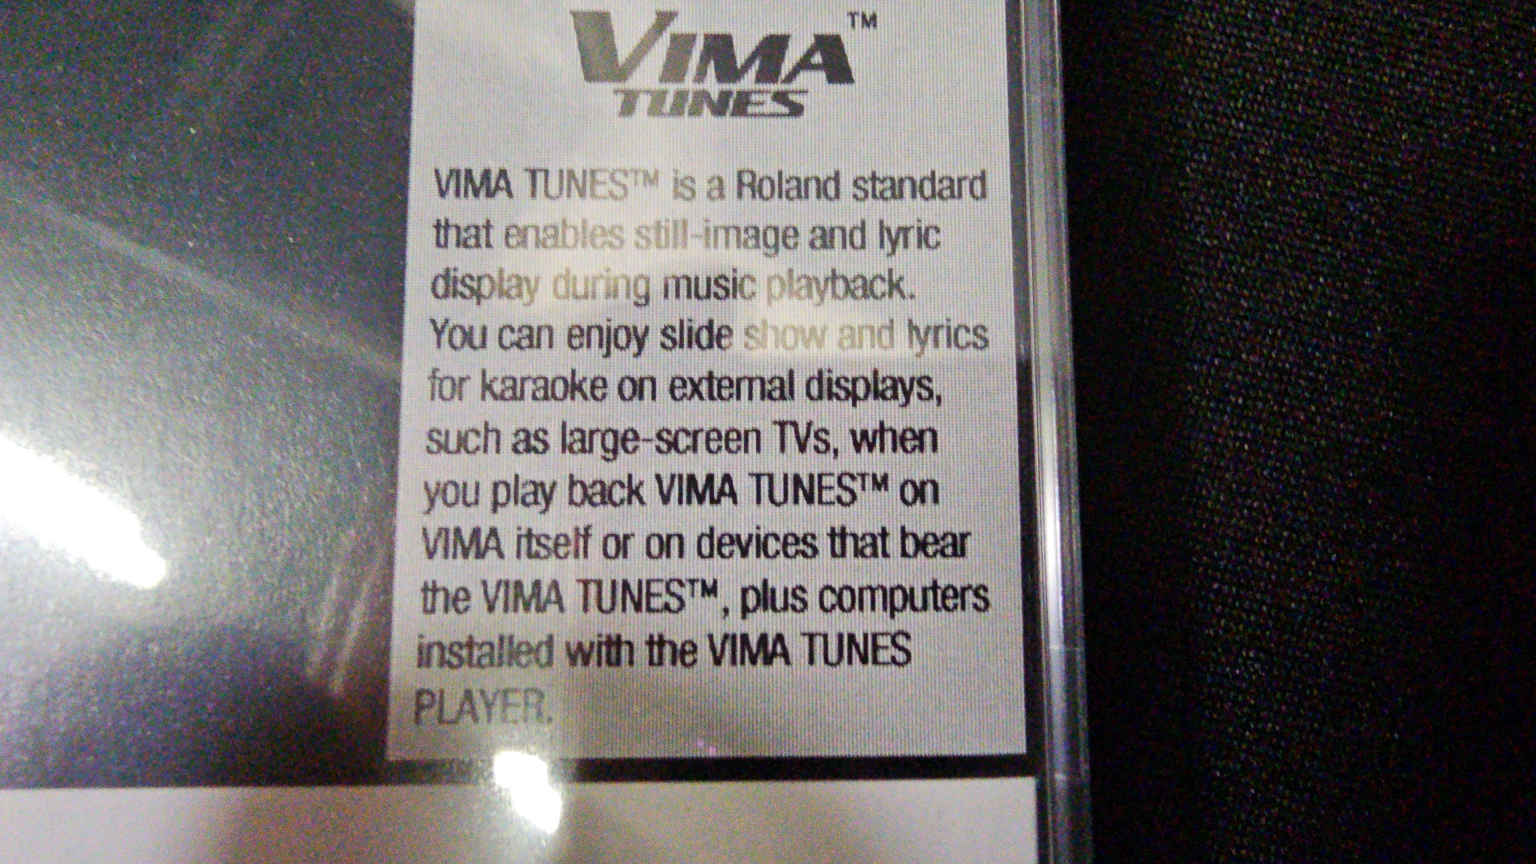 VIMA™
TUNES
VIMA TUNES™ is a Roland standard
that enables still-image and lyric
display during music playback.
You can enjoy slide show and lyrics
for karaoke on external displays,
such as large-screen TVs, when
you play back VIMA TUNES™ on
VIMA itself or on devices that bear
the VIMA TUNES™, plus computers
installed with the VIMA TUNES
PLAYER.